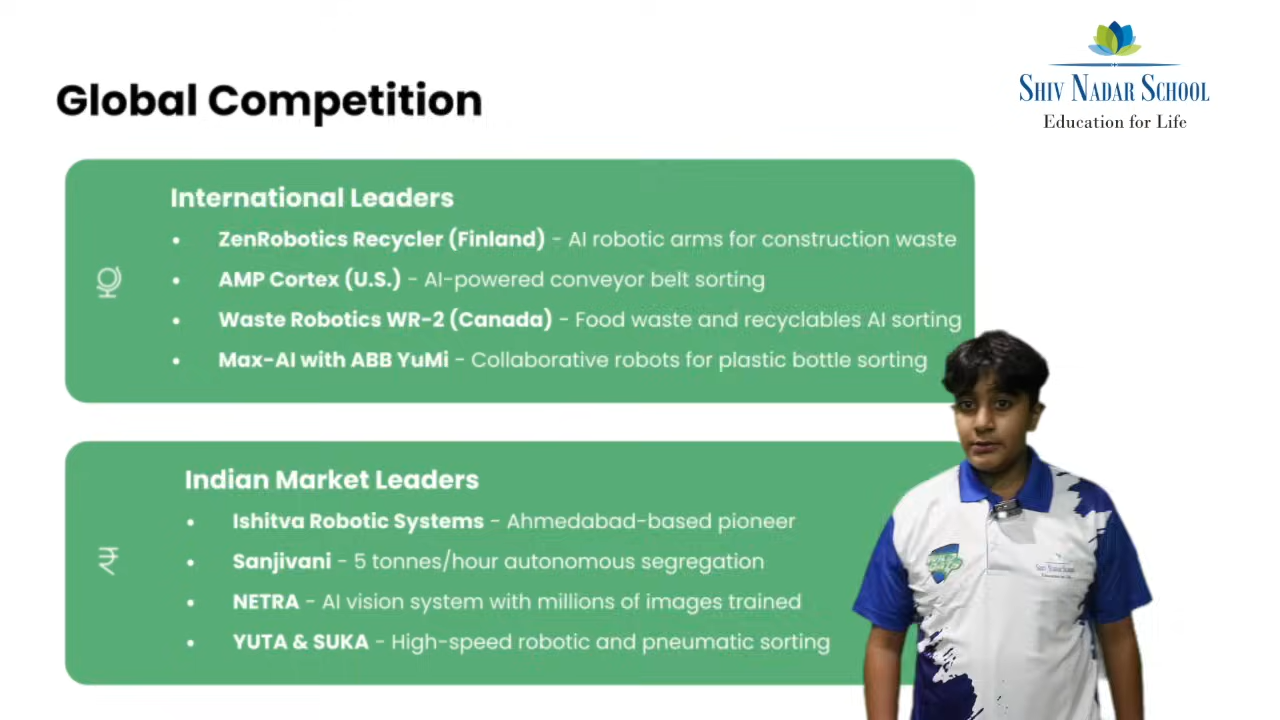 SHIV NADAR SCHOOL
Education for Life
Global Competition
International Leaders
• ZenRobotics Recycler (Finland) - AI robotic arms for construction waste
• AMP Cortex (U.S.) - AI-powered conveyor belt sorting
• Waste Robotics WR-2 (Canada) - Food waste and recyclables AI sorting
• Max-AI with ABB YuMi - Collaborative robots for plastic bottle sorting
Indian Market Leaders
• Ishitva Robotic Systems - Ahmedabad-based pioneer
• Sanjivani - 5 tonnes/hour autonomous segregation
₹
• NETRA - AI vision system with millions of images trained
• YUTA & SUKA - High-speed robotic and pneumatic sorting
SHIV NADAR SCHOOL